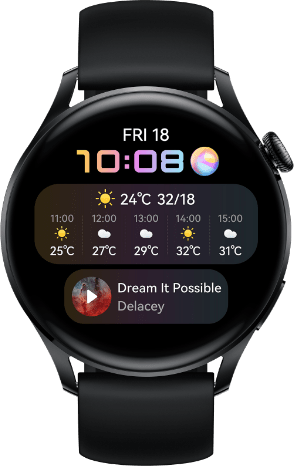 FRI 18
10:08
24℃ 32/18
11:00 12:00 13:00 14:00 15:00
25℃ 27℃ 29℃ 32℃ 31℃
Dream It Possible
Delacey